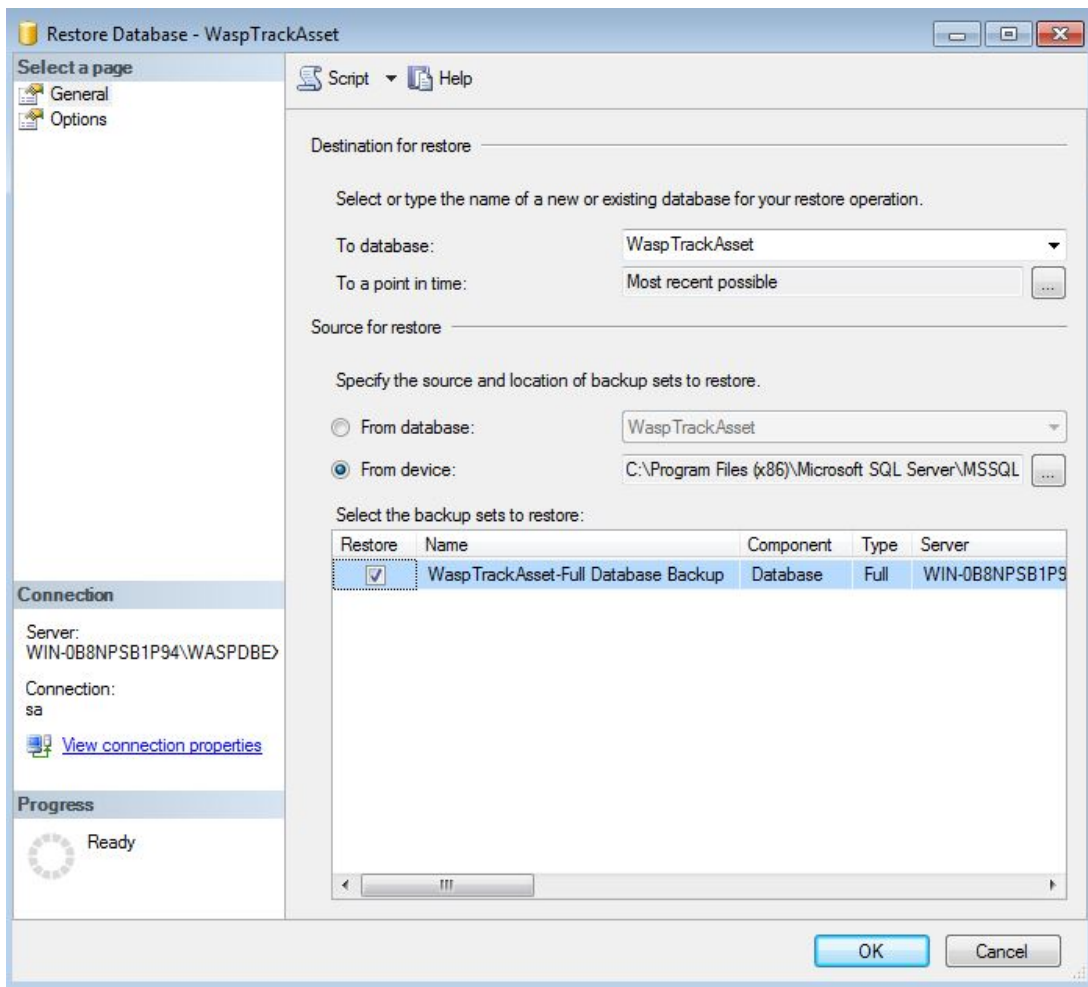 Restore Database - WaspTrackAsset
Select a page
General
Options
Script
Help
Destination for restore
Select or type the name of a new or existing database for your restore operation.
To database:
WaspTrackAsset
To a point in time:
Most recent possible
...
Source for restore
Specify the source and location of backup sets to restore.
From database:
WaspTrackAsset
From device:
C:\Program Files (x86)\Microsoft SQL Server\MSSQL
...
Select the backup sets to restore:
Restore Name Component Type Server
WaspTrackAsset-Full Database Backup Database Full WIN-0B8NPSB1P9
Connection
Server:
WIN-0B8NPSB1P94\WASPDBEX
Connection:
sa
View connection properties
Progress
Ready
OK
Cancel